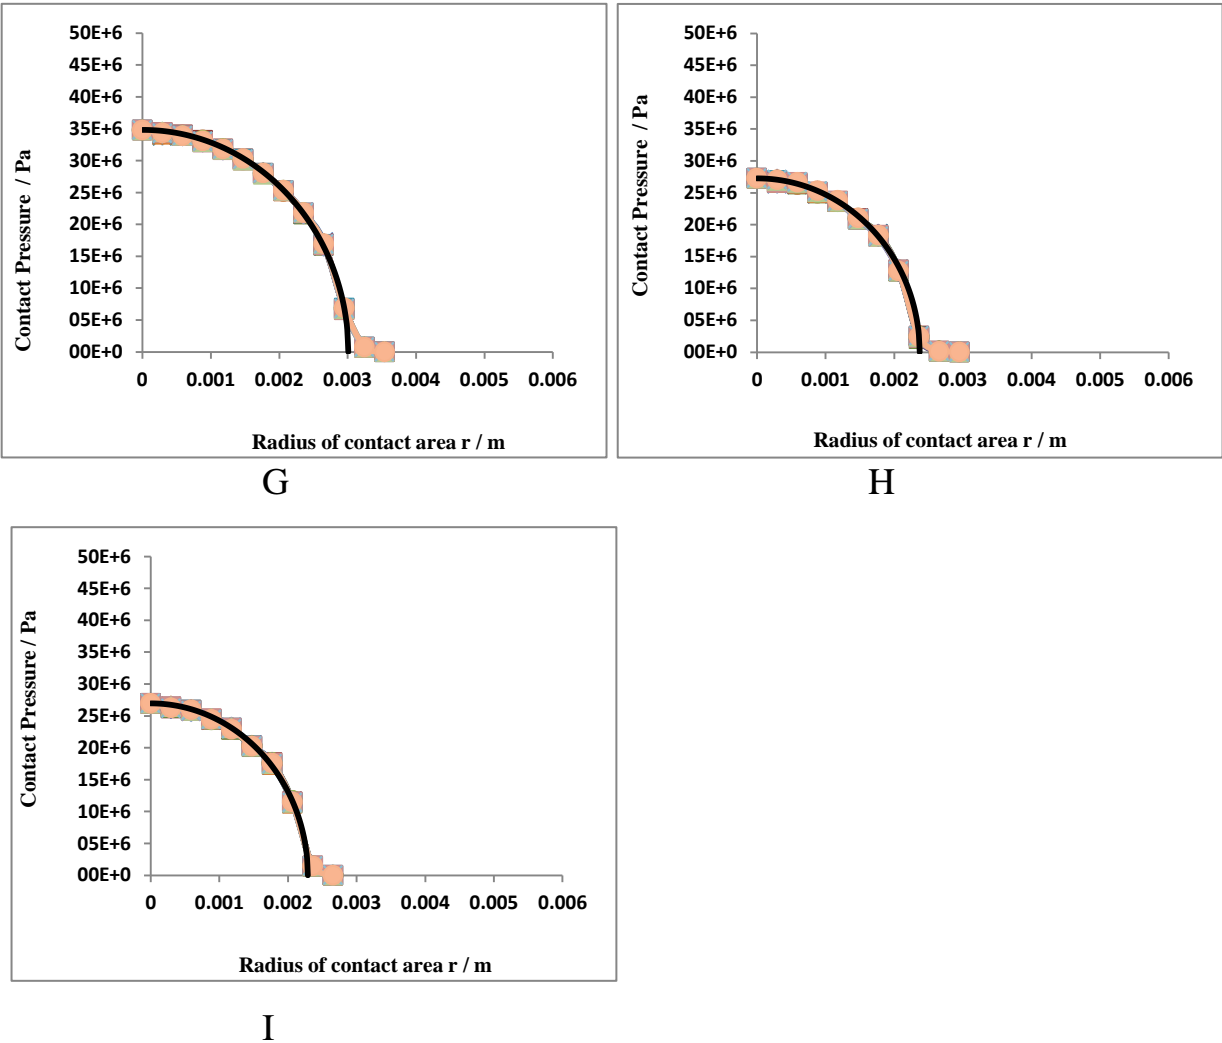 50E+6
45E+6
40E+6
35E+6
30E+6
25E+6
20E+6
15E+6
10E+6
05E+6
00E+0
0 0.001 0.002 0.003 0.004 0.005 0.006
Contact Pressure / Pa
Radius of contact area r / m
G
50E+6
45E+6
40E+6
35E+6
30E+6
25E+6
20E+6
15E+6
10E+6
05E+6
00E+0
0 0.001 0.002 0.003 0.004 0.005 0.006
Contact Pressure / Pa
Radius of contact area r / m
H
50E+6
45E+6
40E+6
35E+6
30E+6
25E+6
20E+6
15E+6
10E+6
05E+6
00E+0
0 0.001 0.002 0.003 0.004 0.005 0.006
Contact Pressure / Pa
Radius of contact area r / m
I